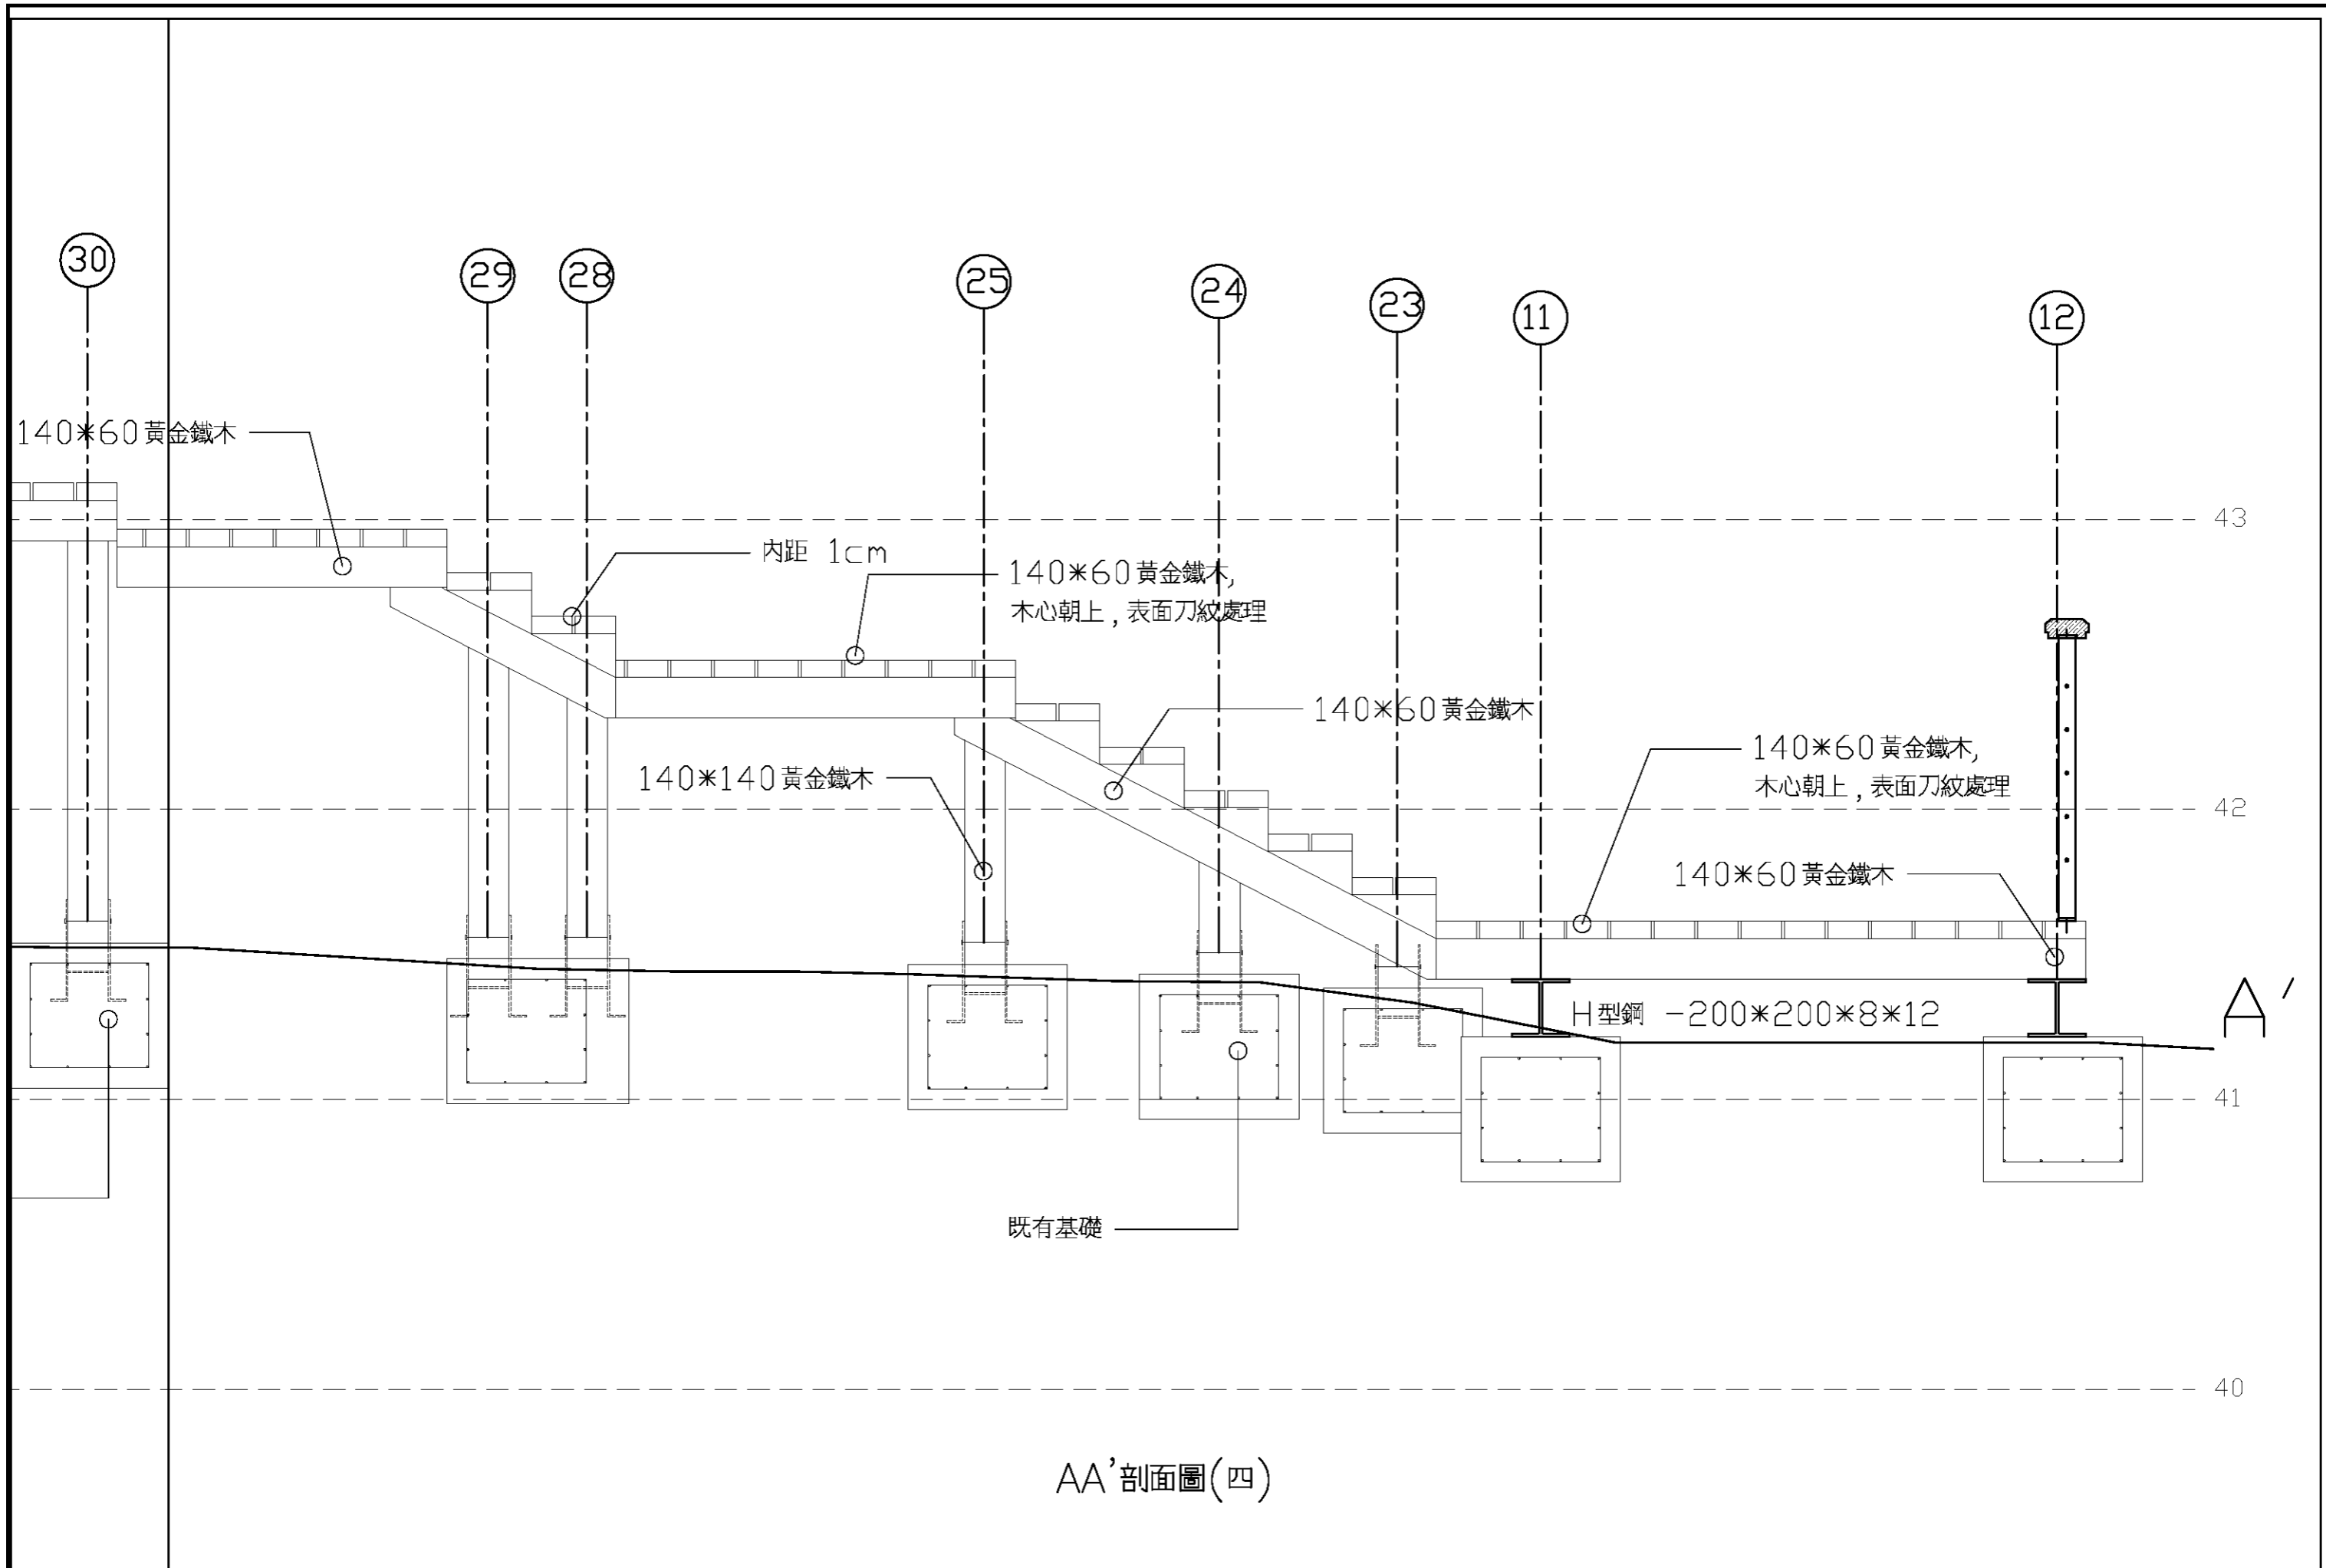 30
29
28
25
24
23
11
12
140*60黃金鐵木
43
內距 1cm
140*60黃金鐵木,
木心朝上,表面刀紋處理
140*60黃金鐵木
140*60黃金鐵木,
木心朝上,表面刀紋處理
140*140黃金鐵木
42
140*60黃金鐵木
H型鋼 -200*200*8*12
A'
41
既有基礎
40
AA'剖面圖(四)